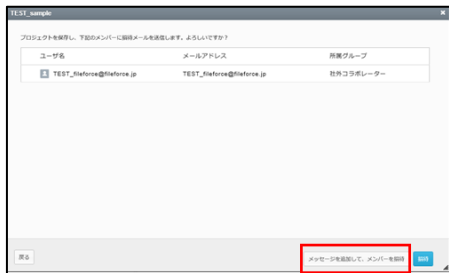 TEST_sample ×
プロジェクトを保存し、下記のメンバーに招待メールを送信します。よろしいですか？
ユーザ名 メールアドレス 所属グループ
TEST_fileforce@fileforce.jp TEST_fileforce@fileforce.jp 社外コラボレーター
戻る メッセージを追加して、メンバーを招待 招待